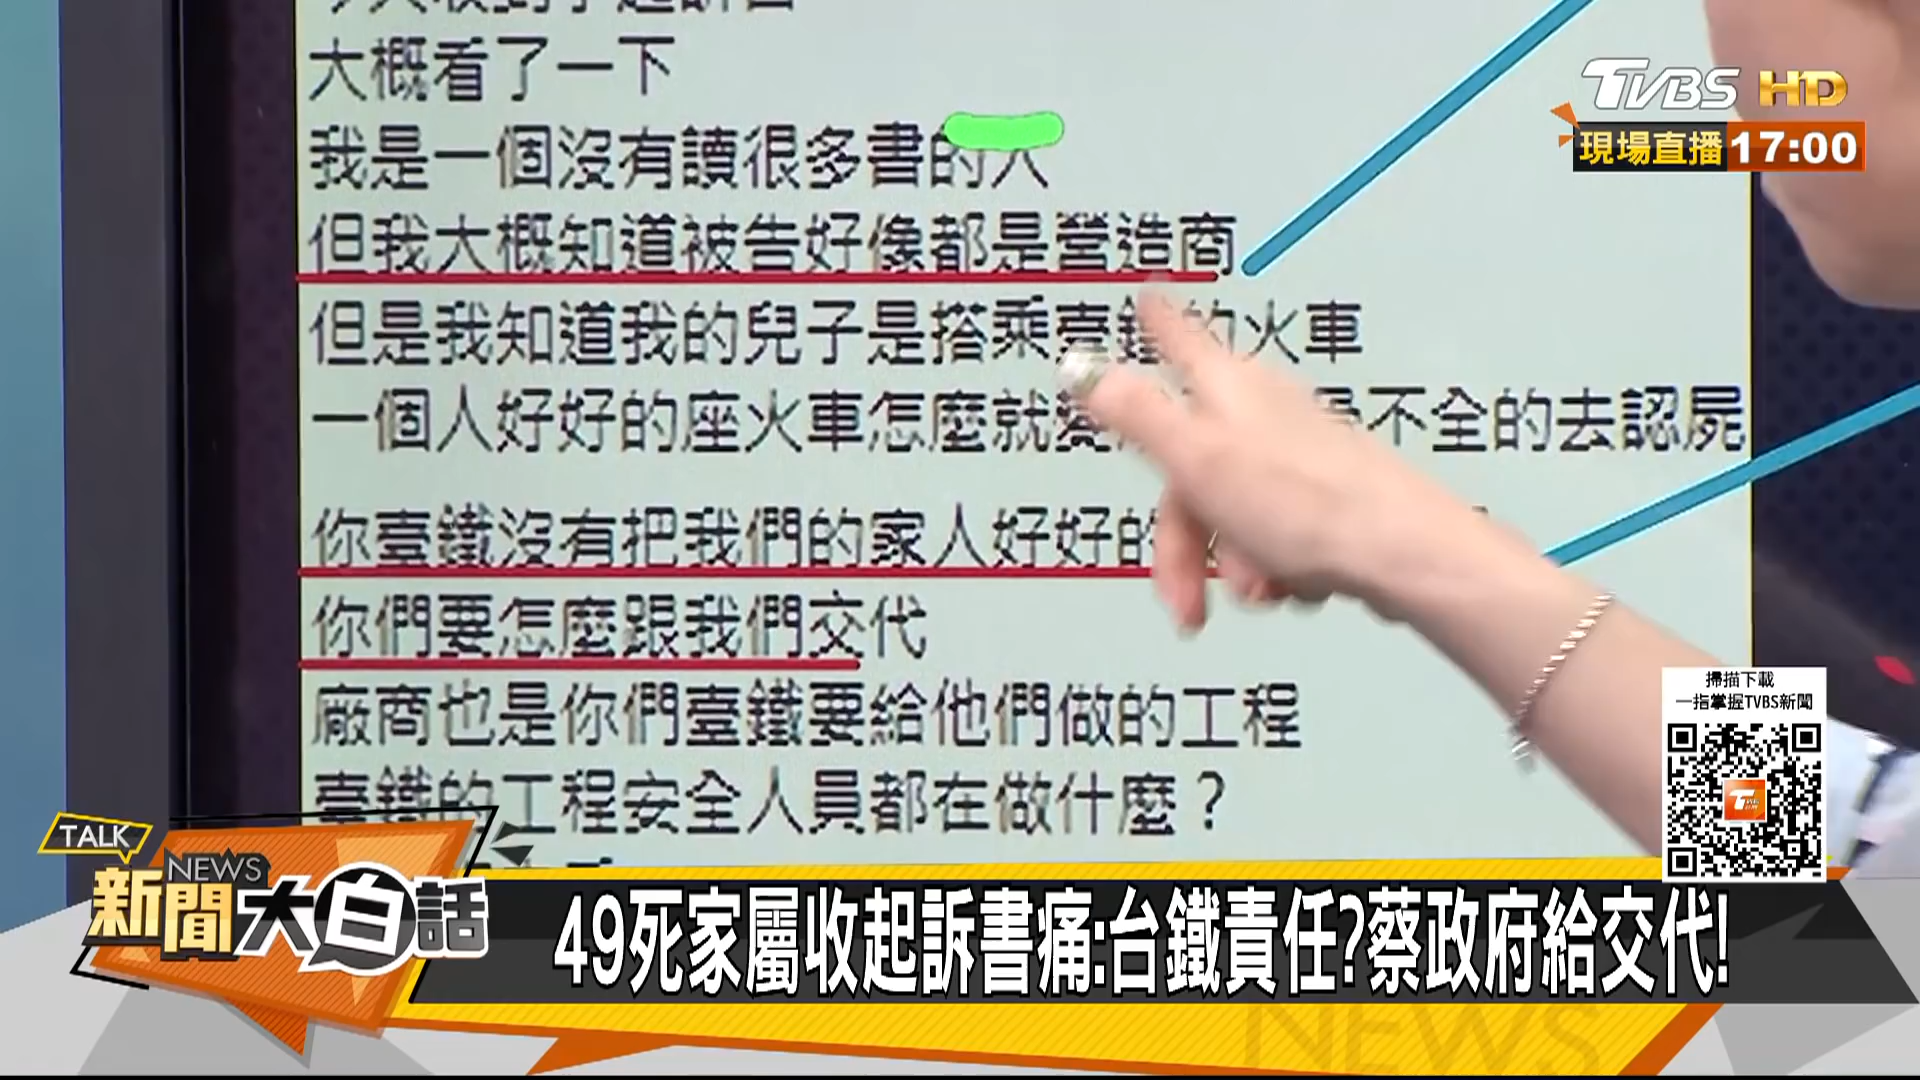 大概看了一下
我是一個沒有讀很多書的人
但我大概知道被告好像都是營造商
但是我知道我的兒子是搭乘臺鐵的火車
一個人好好的座火車怎麼就變 不全的去認屍
你臺鐵沒有把我們的家人好好的
你們要怎麼跟我們交代
廠商也是你們臺鐵要給他們做的工程
臺鐵的工程安全人員都在做什麼？
TVBS HD
現場直播 17:00
掃描下載
一指掌握TVBS新聞
TVBS
TALK
NEWS
新聞大白話
49死家屬收起訴書痛:台鐵責任?蔡政府給交代!
NEWS